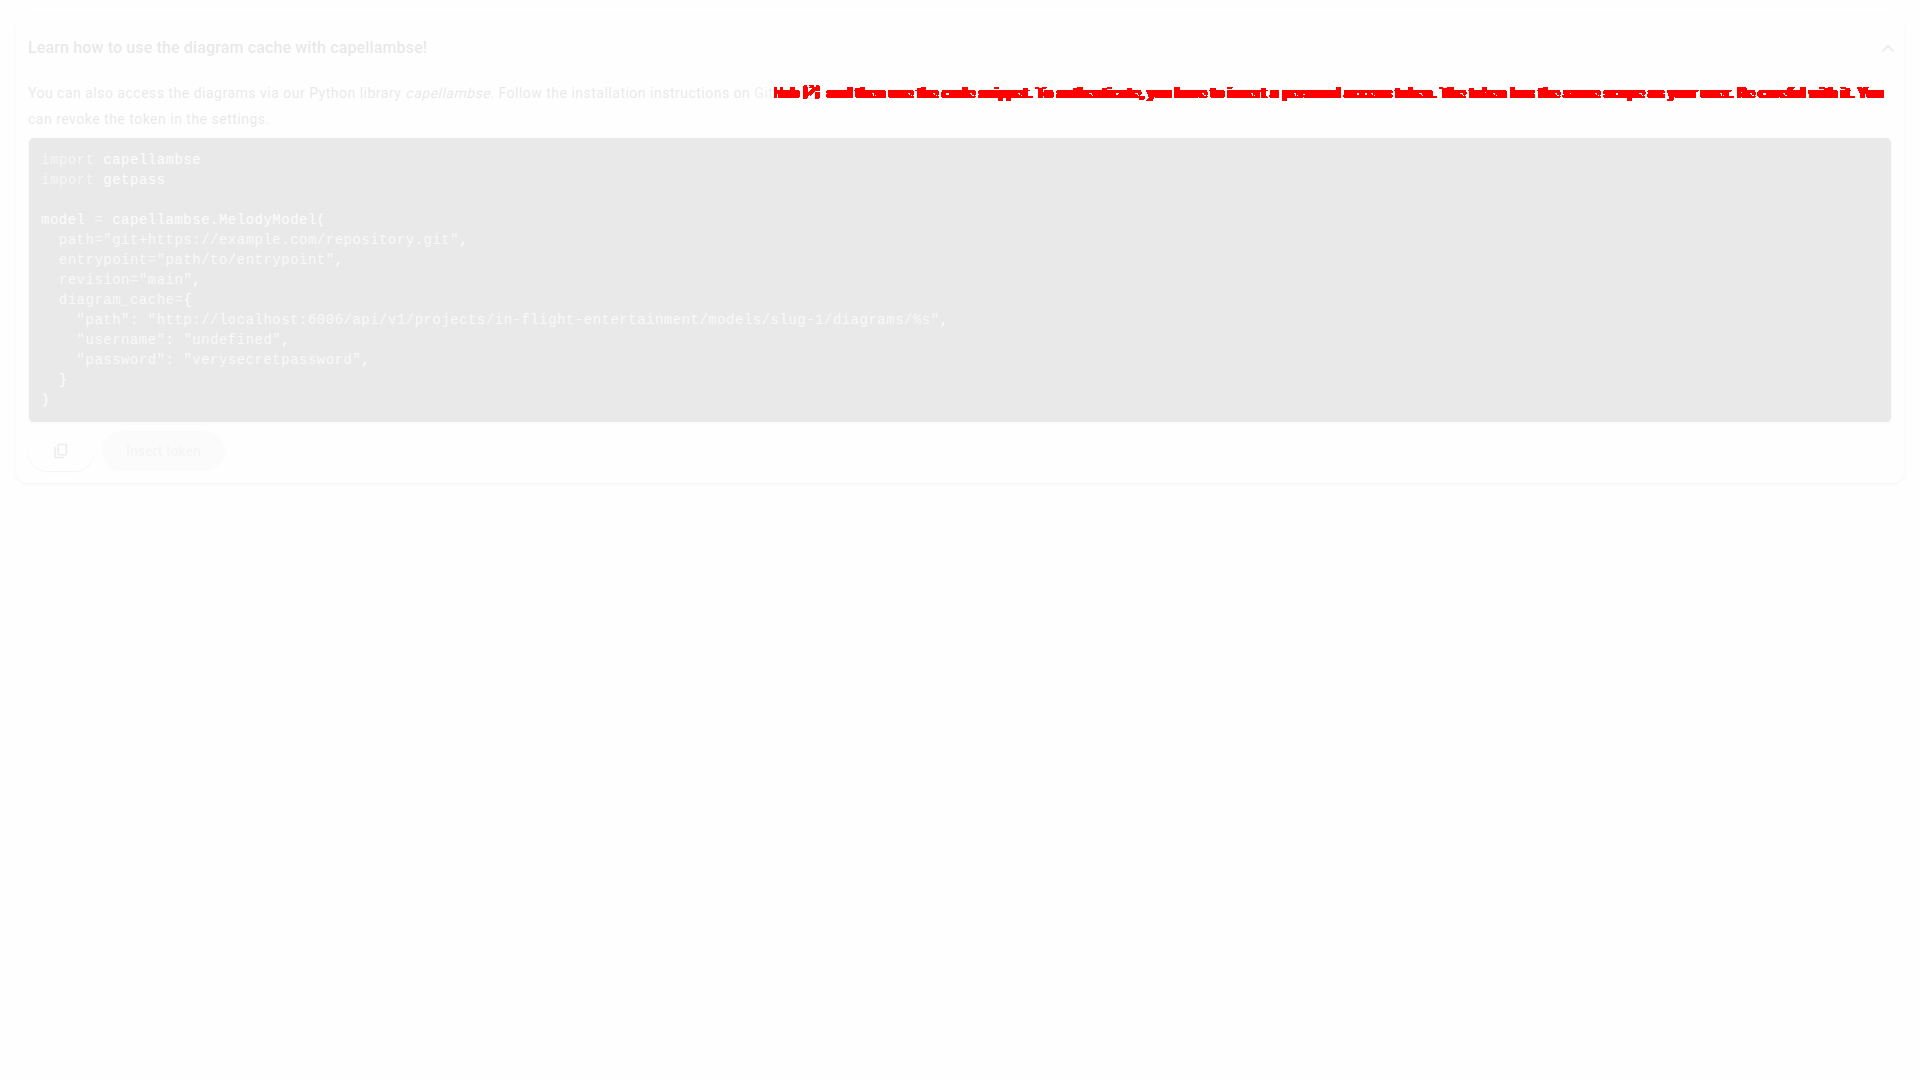 Learn how to use the diagram cache with capellambse!
You can also access the diagrams via our Python library capellambse. Follow the installation instructions on GitHub and then use the code snippet. To authenticate, you have to insert a personal access token. The token has the same scope as your user. Be careful with it. You
can revoke the token in the settings.
import capellambse
import getpass
model = capellambse.MelodyModel(
path="git+https://example.com/repository.git",
entrypoint="path/to/entrypoint",
revision="main",
diagram_cache={
"path": "http://localhost:6006/api/v1/projects/in-flight-entertainment/models/slug-1/diagrams/%s",
"username": "undefined",
"password": "verysecretpassword",
}
)
Insert token